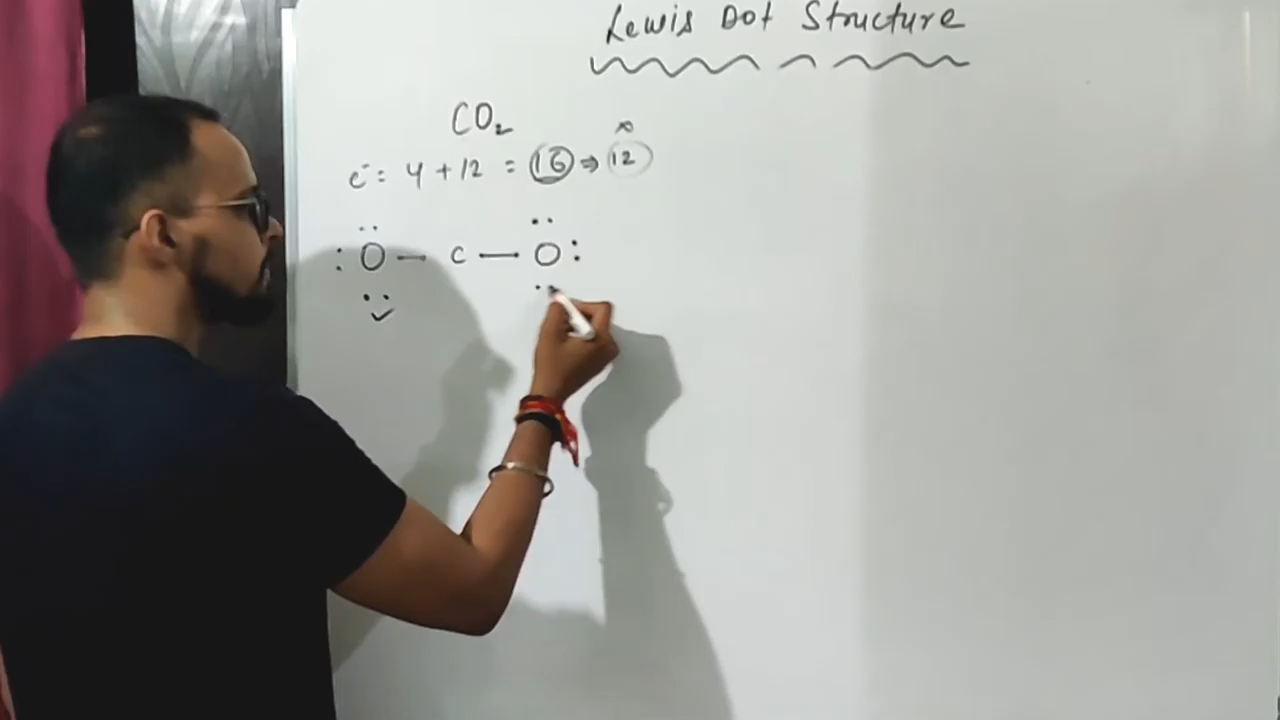 Lewis Dot Structure
CO₂
e⁻ = 4 + 12 = 16 ⇒ 12
:O — C — O: